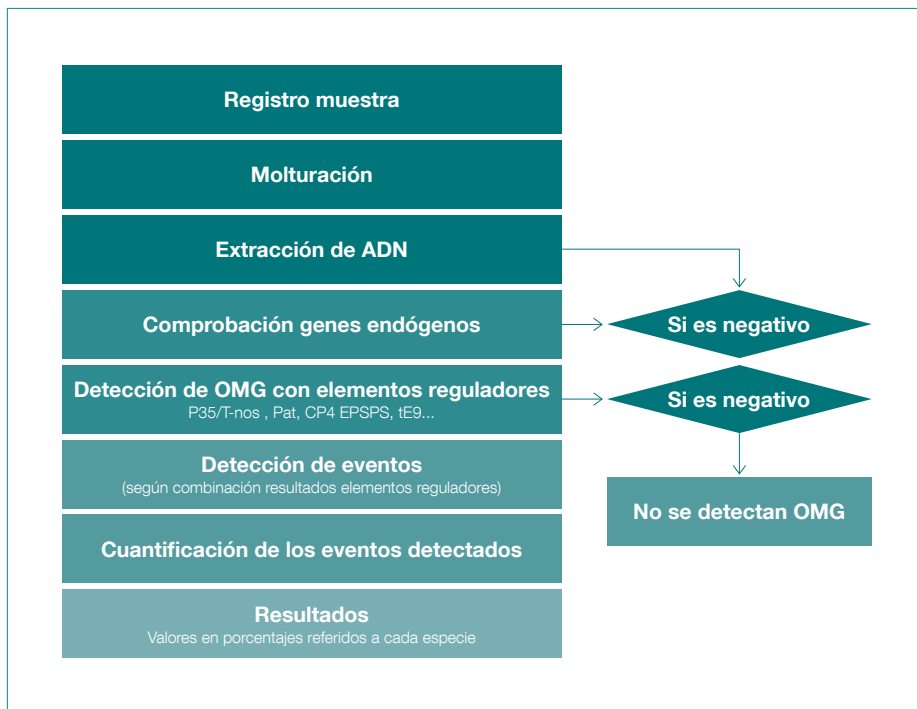 Registro muestra
Molturación
Extracción de ADN
Comprobación genes endógenos
Si es negativo
Detección de OMG con elementos reguladores
P35/T-nos , Pat, CP4 EPSPS, tE9...
Si es negativo
Detección de eventos
(según combinación resultados elementos reguladores)
No se detectan OMG
Cuantificación de los eventos detectados
Resultados
Valores en porcentajes referidos a cada especie